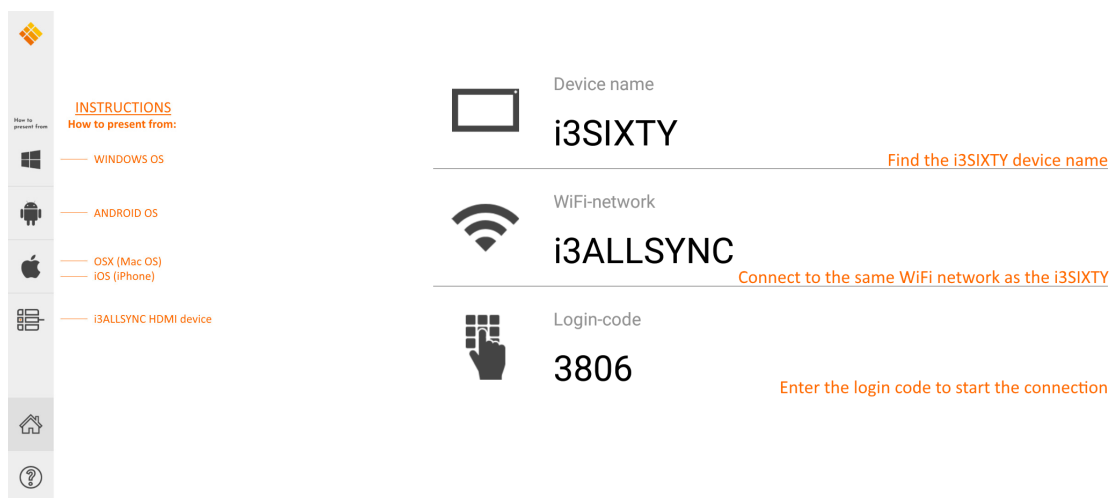 How to
present from
INSTRUCTIONS
How to present from:
WINDOWS OS
ANDROID OS
OSX (Mac OS)
iOS (iPhone)
i3ALLSYNC HDMI device
Device name
i3SIXTY
Find the i3SIXTY device name
WiFi-network
i3ALLSYNC
Connect to the same WiFi network as the i3SIXTY
Login-code
3806
Enter the login code to start the connection